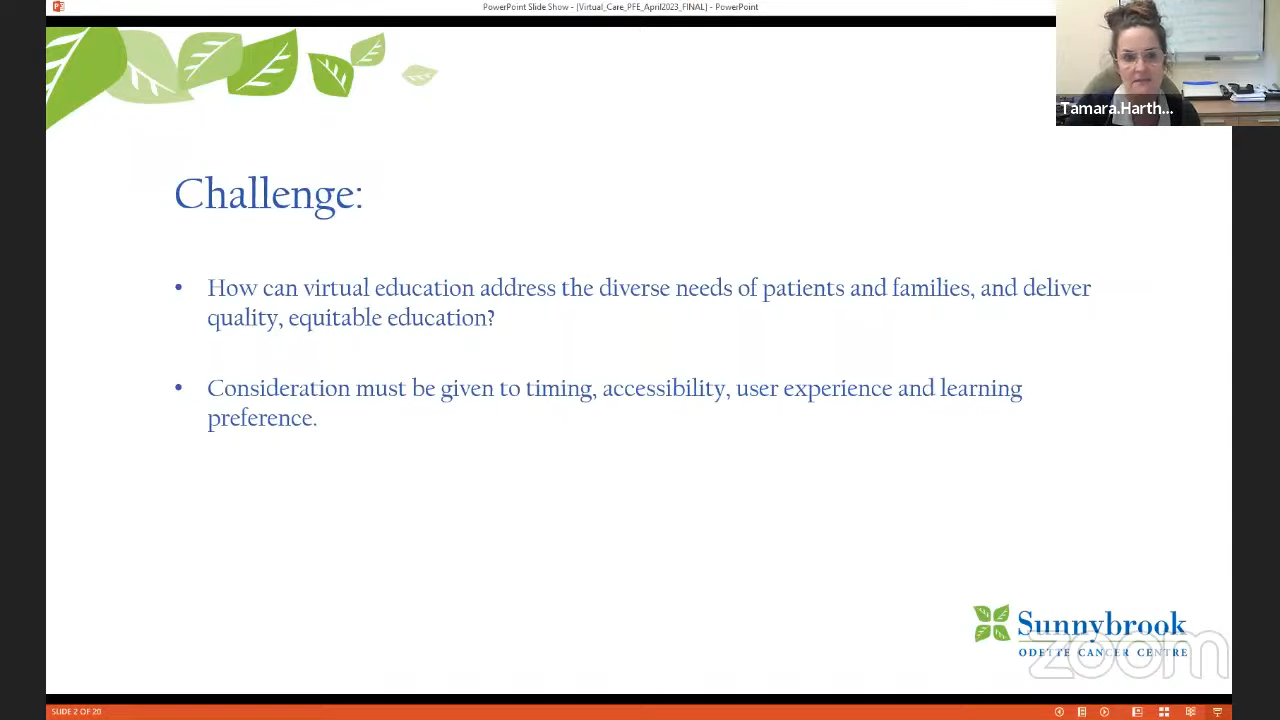 PowerPoint Slide Show - [Virtual_Care_PFE_April2023_FINAL] - PowerPoint
Tamara.Harth...
Challenge:
• How can virtual education address the diverse needs of patients and families, and deliver
quality, equitable education?
• Consideration must be given to timing, accessibility, user experience and learning
preference.
Sunnybrook
ODETTE CANCER CENTRE
zoom
SLIDE 2 OF 20